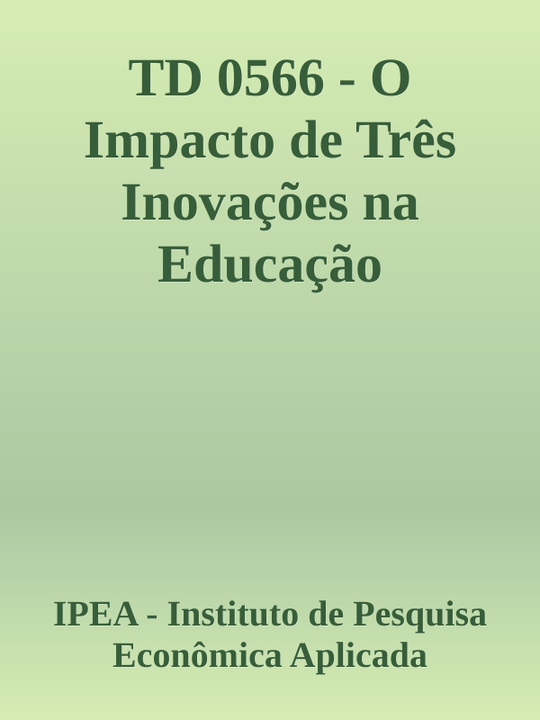 TD 0566 - O
Impacto de Três
Inovações na
Educação
IPEA - Instituto de Pesquisa
Econômica Aplicada